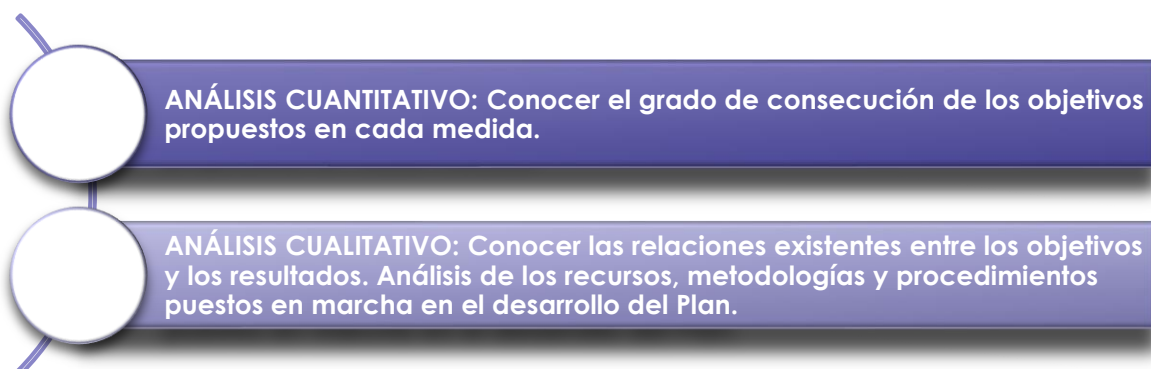 ANÁLISIS CUANTITATIVO: Conocer el grado de consecución de los objetivos
propuestos en cada medida.
ANÁLISIS CUALITATIVO: Conocer las relaciones existentes entre los objetivos
y los resultados. Análisis de los recursos, metodologías y procedimientos
puestos en marcha en el desarrollo del Plan.